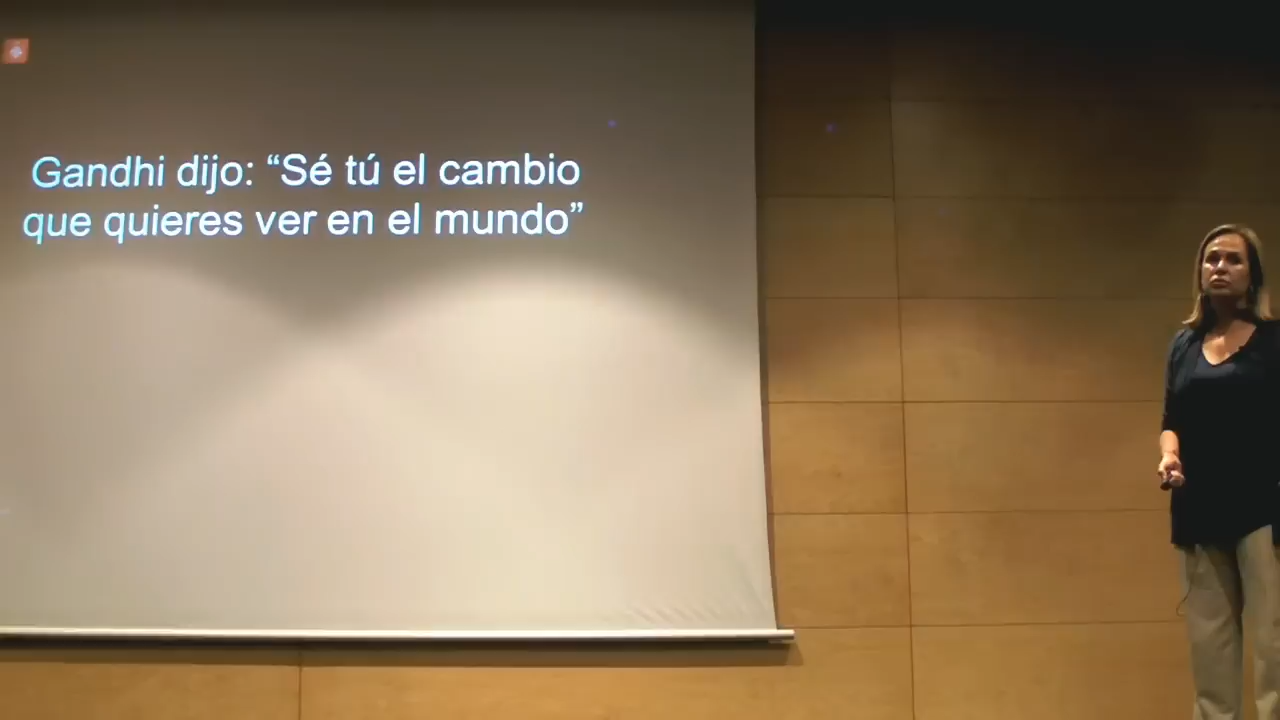 Gandhi dijo: “Sé tú el cambio
que quieres ver en el mundo”